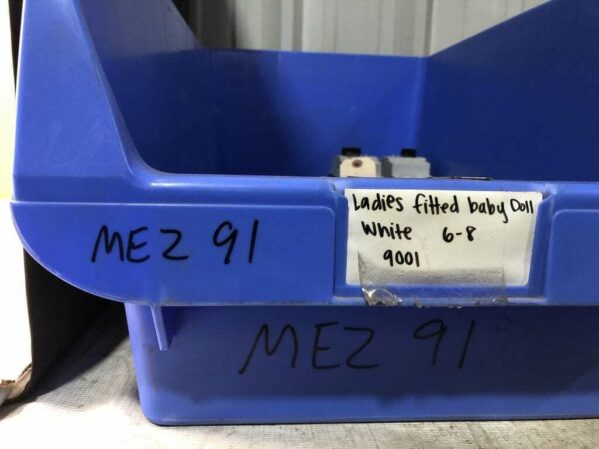 MEZ 91
Ladies fitted baby Doll
White 6-8
9001
MEZ 91